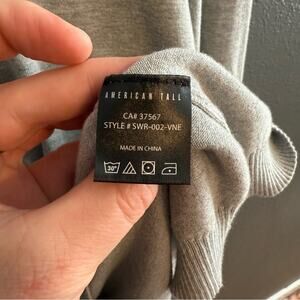 AMERICAN TALL
CA# 37567
STYLE # SWR-002-VNE
MADE IN CHINA
30°